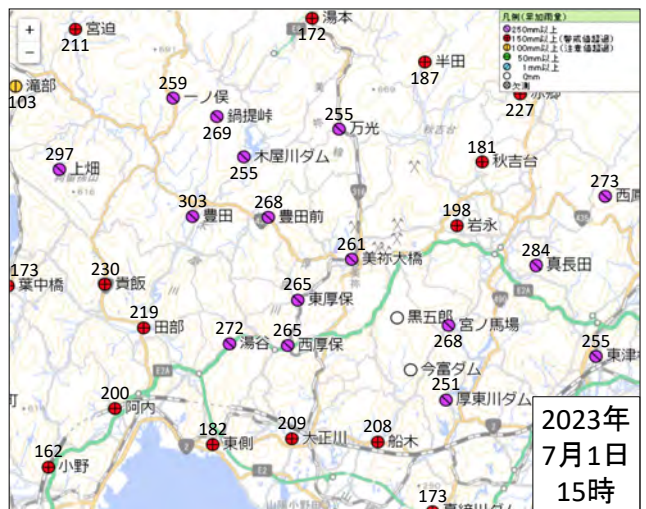 +
−
宮迫
211
湯本
172
凡例(累加雨量)
250mm以上
150mm以上(警戒値超過)
100mm以上(注意値超過)
50mm以上
1mm以上
0mm
欠測
半田
187
滝部
103
259
一ノ俣
鍋提峠
269
255
万光
227
木屋川ダム
255
181
秋吉台
297
上畑
273
303
豊田
268
豊田前
198
岩永
261
美祢大橋
284
真長田
173
葉中橋
230
貴飯
265
東厚保
黒五郎
宮ノ馬場
268
219
田部
272
湯谷
265
西厚保
255
今富ダム
251
厚東川ダム
200
阿内
182
東側
209
大正川
208
船木
162
小野
173
2023年
7月1日
15時